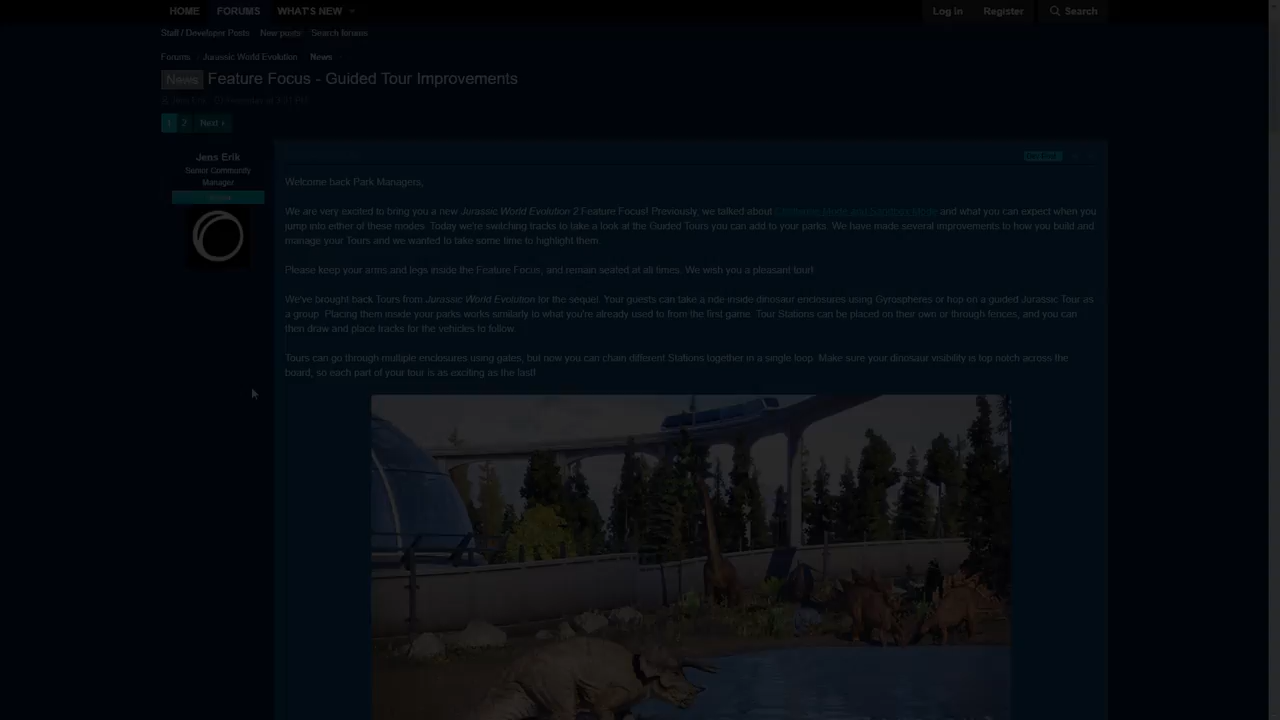 HOME FORUMS WHAT'S NEW Log in Register Search
Staff / Developer Posts New posts Search forums
Forums Jurassic World Evolution News
News Feature Focus - Guided Tour Improvements
Jens Erik
1 2 Next
Jens Erik
Senior Community
Manager
Welcome back Park Managers,
We are very excited to bring you a new Jurassic World Evolution 2 Feature Focus! Previously, we talked about Challenge Mode and Sandbox Mode and what you can expect when you
jump into either of these modes. Today we're switching tracks to take a look at the Guided Tours you can add to your parks. We have made several improvements to how you build and
manage your Tours and we wanted to take some time to highlight them.
Please keep your arms and legs inside the Feature Focus, and remain seated at all times. We wish you a pleasant tour!
We've brought back Tours from Jurassic World Evolution for the sequel. Your guests can take a ride inside dinosaur enclosures using Gyrospheres or hop on a guided Jurassic Tour as
a group. Placing them inside your parks works similarly to what you're already used to from the first game. Tour Stations can be placed on their own or through fences, and you can
then draw and place tracks for the vehicles to follow.
Tours can go through multiple enclosures using gates, but now you can chain different Stations together in a single loop. Make sure your dinosaur visibility is top notch across the
board, so each part of your tour is as exciting as the last!